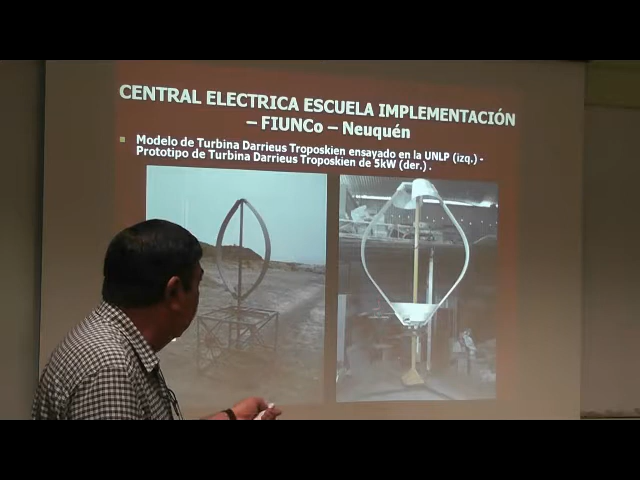 CENTRAL ELECTRICA ESCUELA IMPLEMENTACIÓN
– FIUNCo – Neuquén
Modelo de Turbina Darrieus Troposkien ensayado en la UNLP (izq.) -
Prototipo de Turbina Darrieus Troposkien de 5kW (der.) .